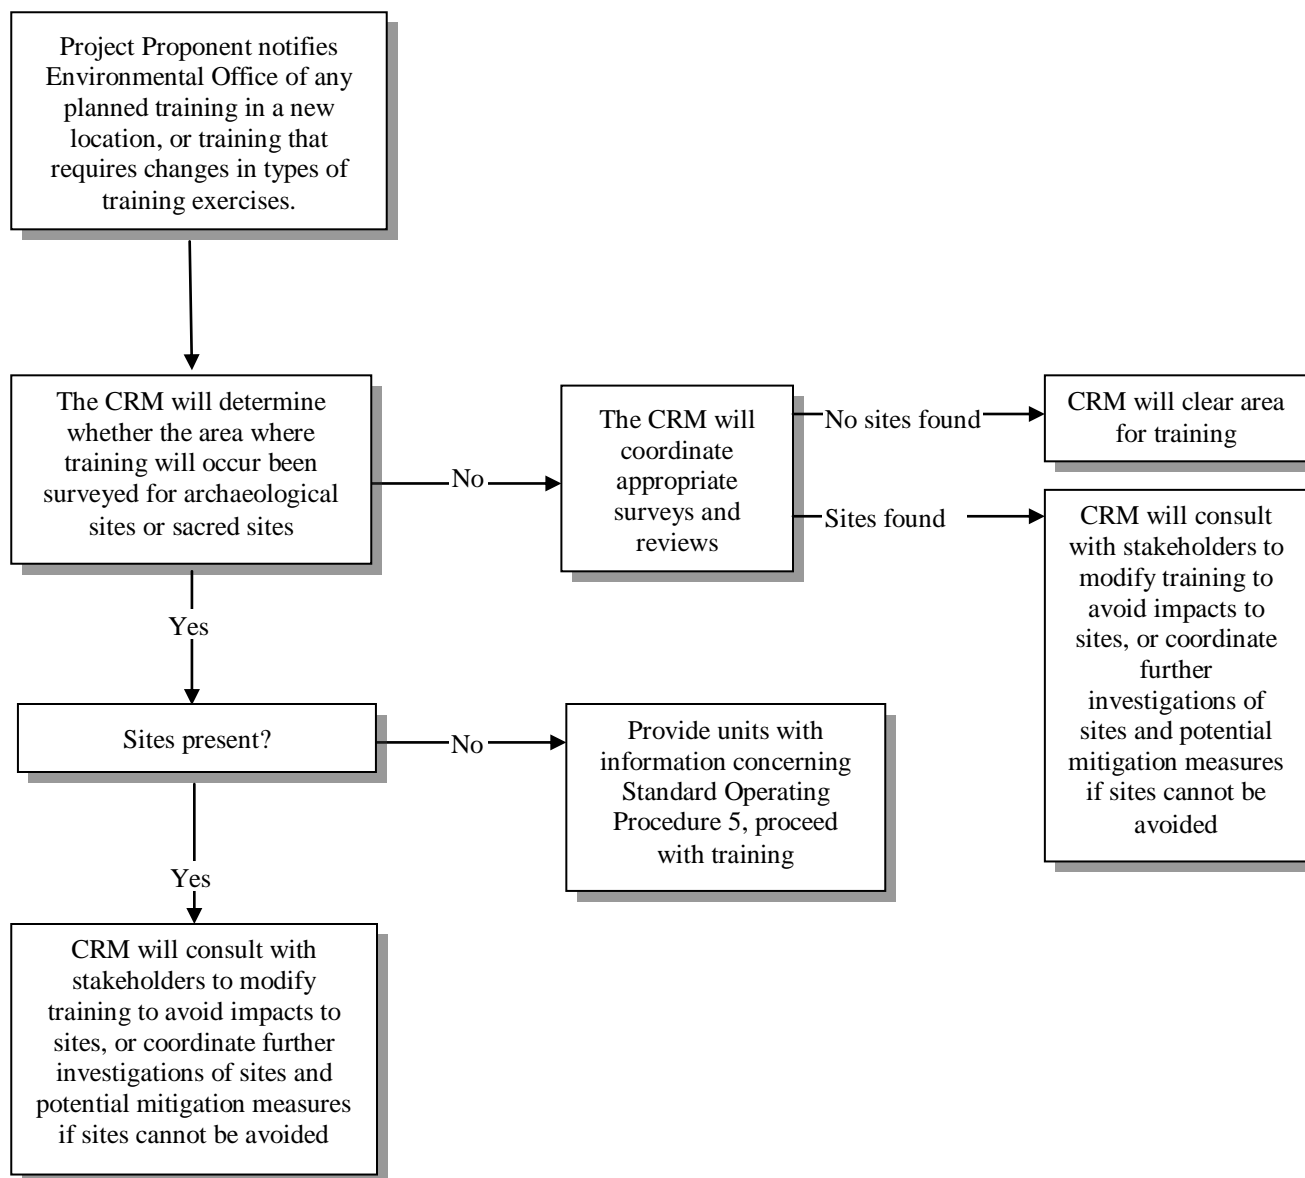 Project Proponent notifies
Environmental Office of any
planned training in a new
location, or training that
requires changes in types of
training exercises.
The CRM will determine
whether the area where
training will occur been
surveyed for archaeological
sites or sacred sites
No
The CRM will
coordinate
appropriate
surveys and
reviews
No sites found
CRM will clear area
for training
Sites found
CRM will consult
with stakeholders to
modify training to
avoid impacts to
sites, or coordinate
further
investigations of
sites and potential
mitigation measures
if sites cannot be
avoided
Yes
Sites present?
No
Provide units with
information concerning
Standard Operating
Procedure 5, proceed
with training
Yes
CRM will consult with
stakeholders to modify
training to avoid impacts to
sites, or coordinate further
investigations of sites and
potential mitigation measures
if sites cannot be avoided